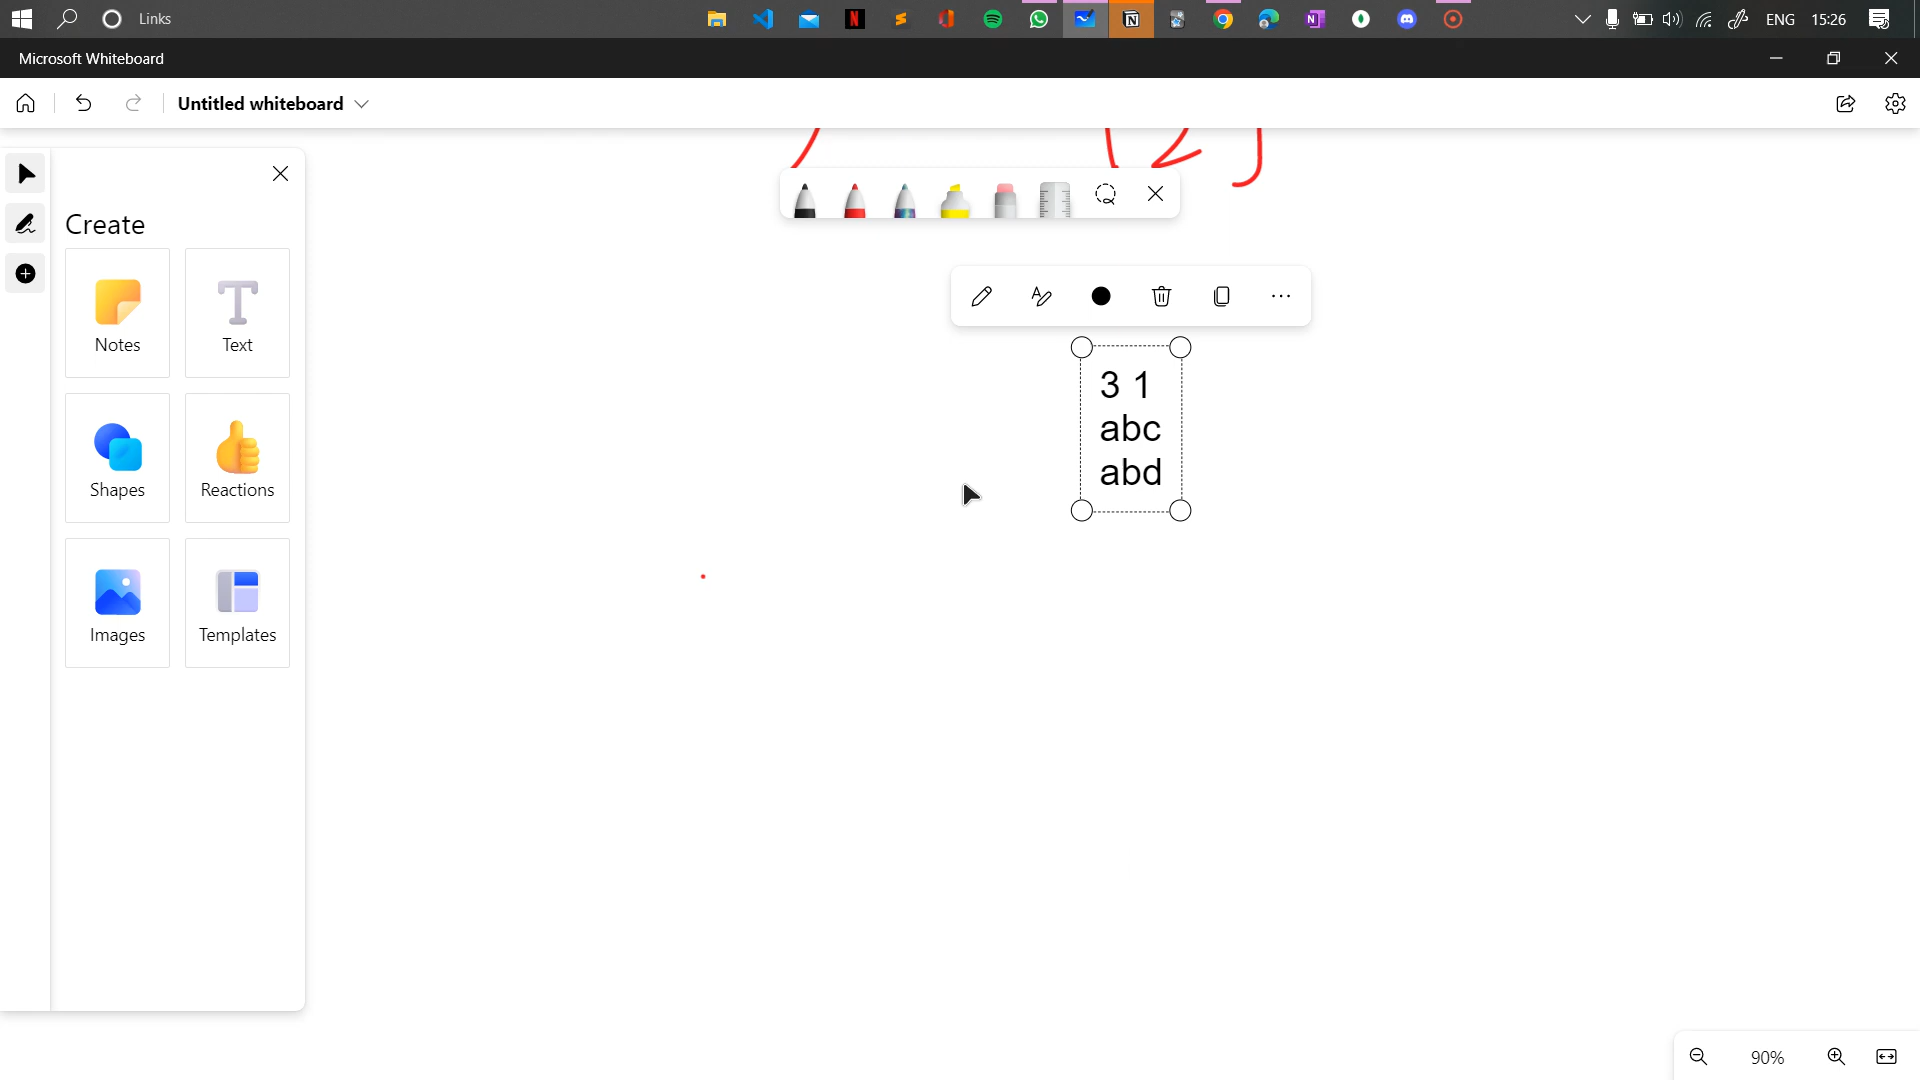 Links
ENG
15:26
Microsoft Whiteboard
Untitled whiteboard
2
Create
Notes
Text
Shapes
Reactions
Images
Templates
3 1
abc
abd
90%